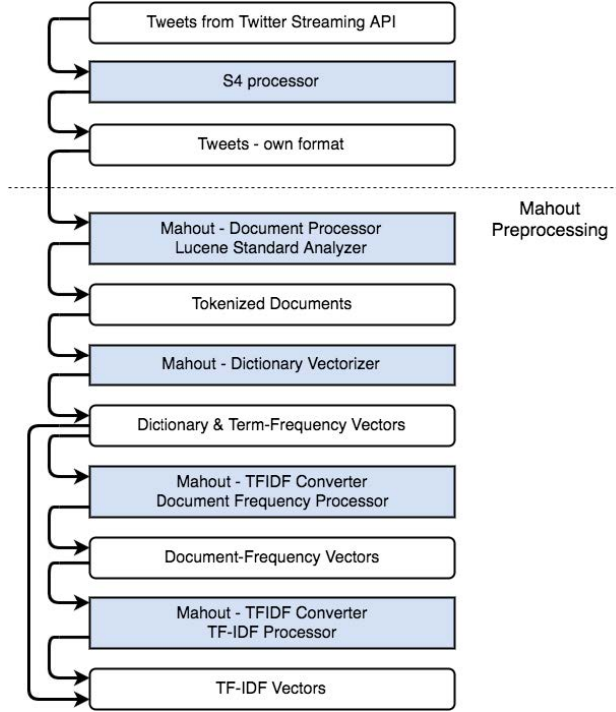 Tweets from Twitter Streaming API
S4 processor
Tweets - own format
Mahout
Preprocessing
Mahout - Document Processor
Lucene Standard Analyzer
Tokenized Documents
Mahout - Dictionary Vectorizer
Dictionary & Term-Frequency Vectors
Mahout - TFIDF Converter
Document Frequency Processor
Document-Frequency Vectors
Mahout - TFIDF Converter
TF-IDF Processor
TF-IDF Vectors